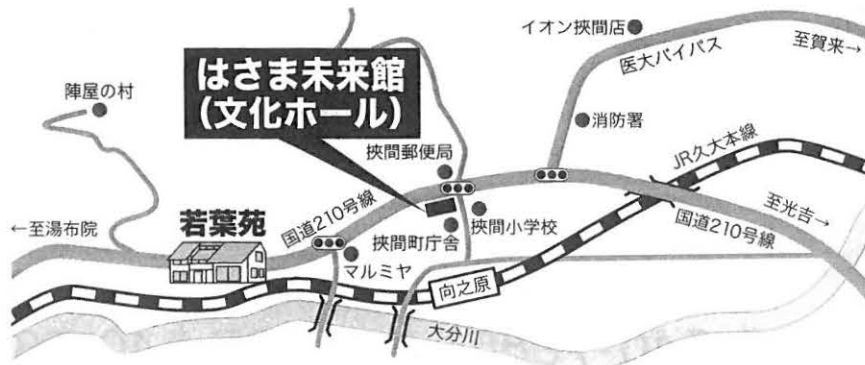 イオン挾間店
医大バイパス
至賀来→
はさま未来館
(文化ホール)
陣屋の村
消防署
挾間郵便局
JR久大本線
←至湯布院
若葉苑
国道210号線
挾間町庁舎
挾間小学校
国道210号線
至光吉→
マルミヤ
向之原
大分川